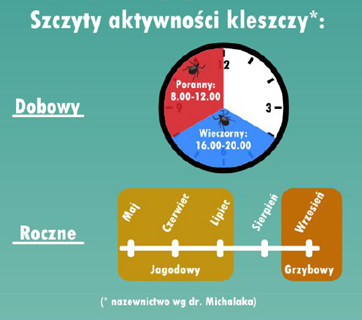 Szczyty aktywności kleszczy*:
Dobowy
12
3
9
Poranny:
8.00-12.00
Wieczorny:
16.00-20.00
Roczne
Maj
Czerwiec
Lipiec
Sierpień
Wrzesień
Jagodowy
Grzybowy
(* nazewnictwo wg dr. Michalaka)